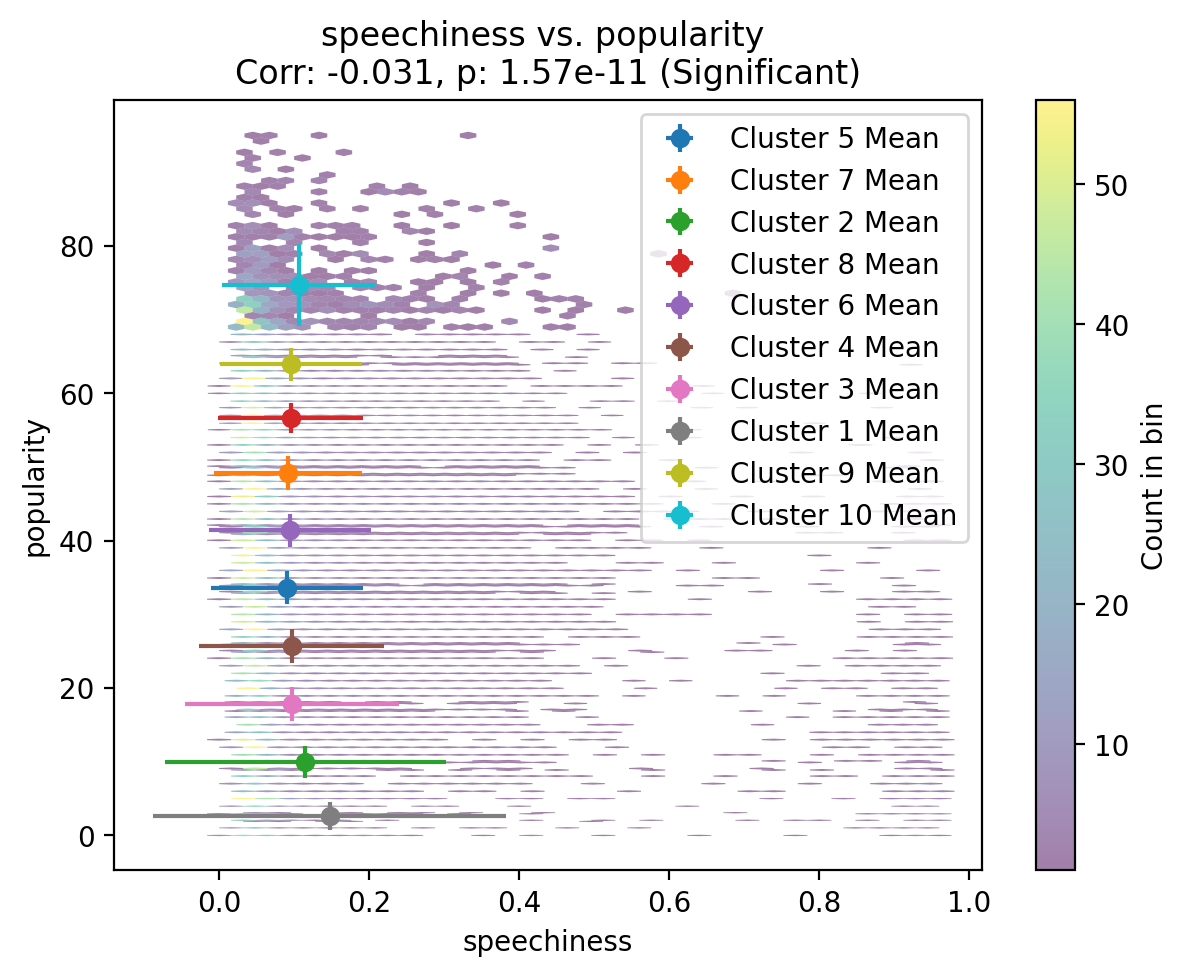 speechiness vs. popularity
Corr: -0.031, p: 1.57e-11 (Significant)
popularity
80
60
40
20
0
0.0
0.2
0.4
0.6
0.8
1.0
speechiness
Cluster 5 Mean
Cluster 7 Mean
Cluster 2 Mean
Cluster 8 Mean
Cluster 6 Mean
Cluster 4 Mean
Cluster 3 Mean
Cluster 1 Mean
Cluster 9 Mean
Cluster 10 Mean
50
40
30
20
10
Count in bin